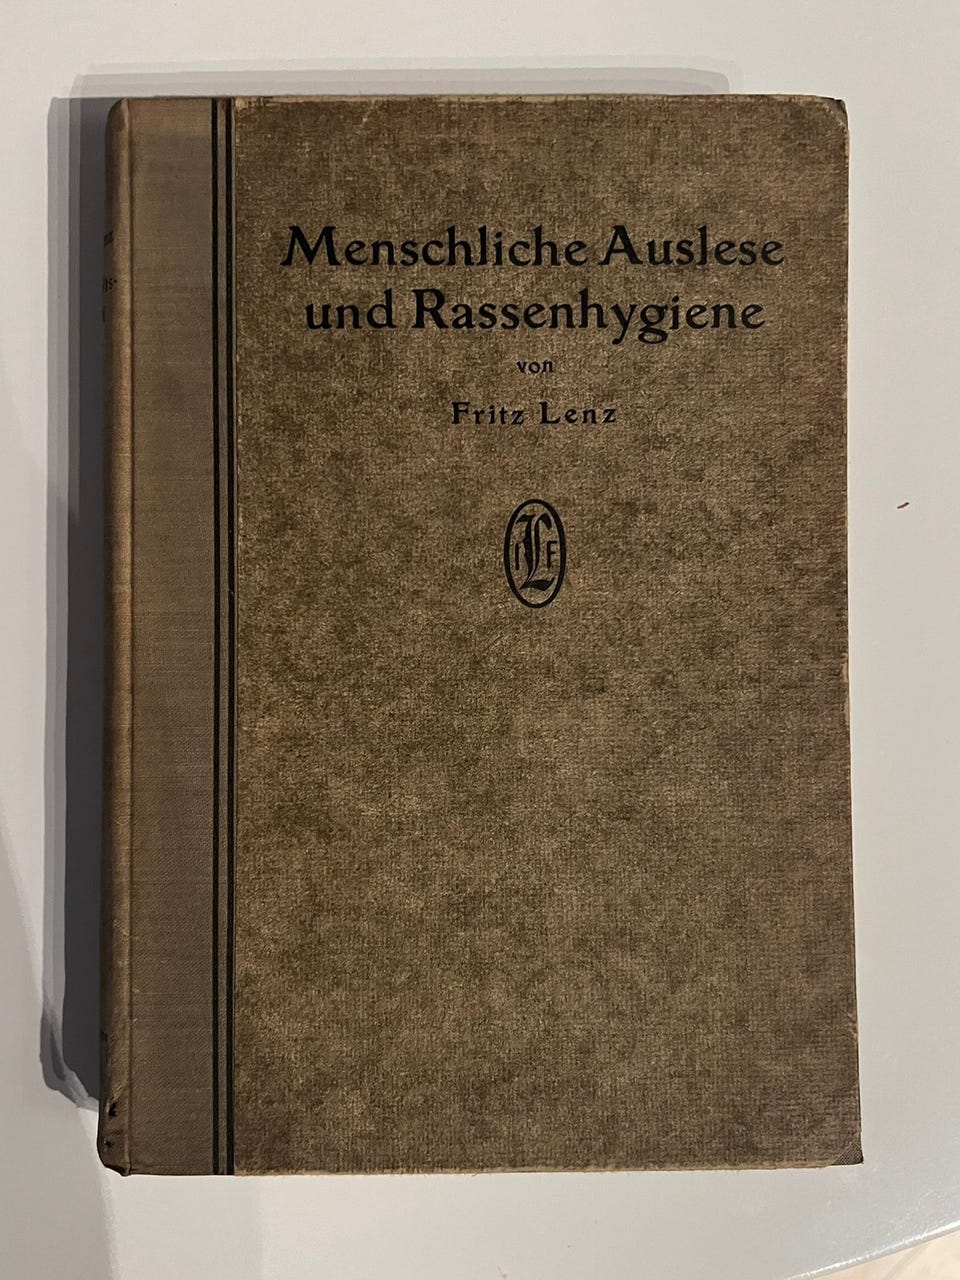 Menschliche Auslese
und Rassenhygiene
von
Fritz Lenz
J L F